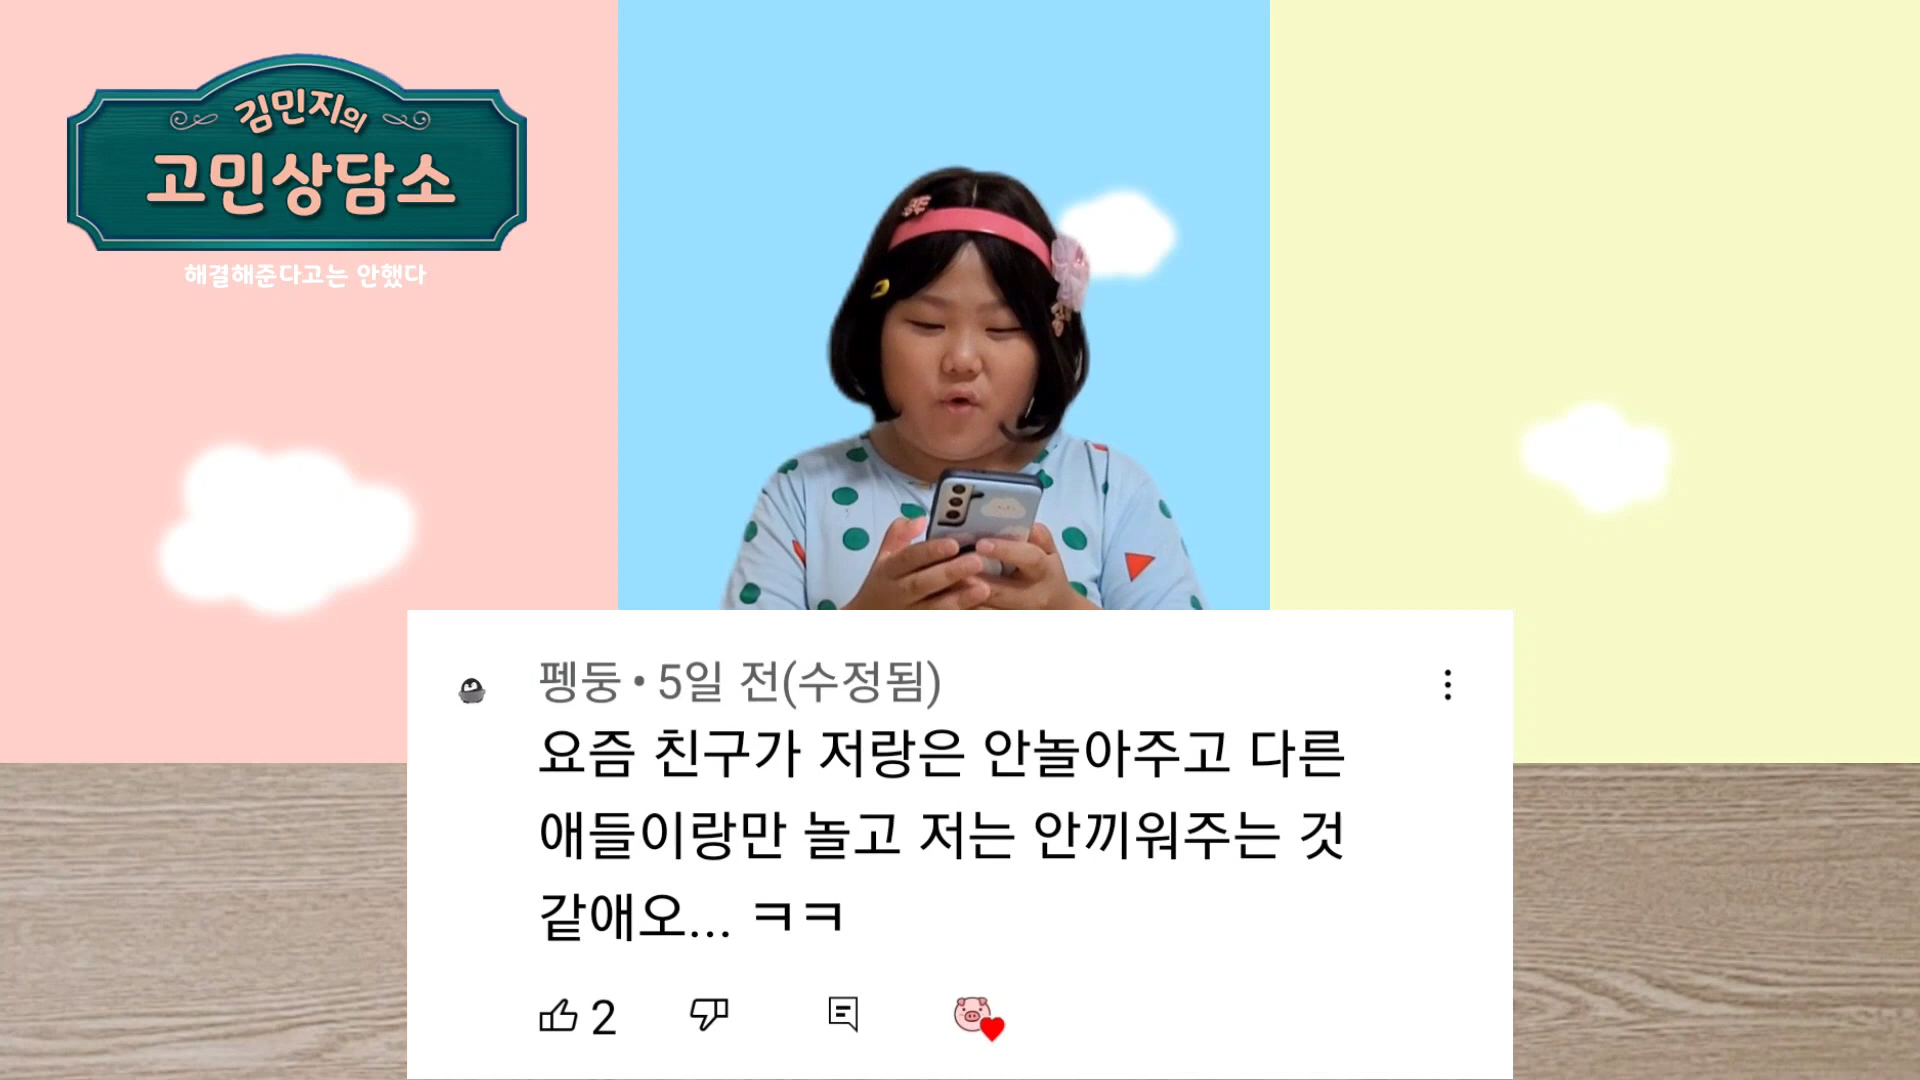 김민지의
고민상담소
해결해준다고는 안했다
펭둥 • 5일 전(수정됨)
요즘 친구가 저랑은 안놀아주고 다른
애들이랑만 놀고 저는 안끼워주는 것
같애오... ㅋㅋ
2